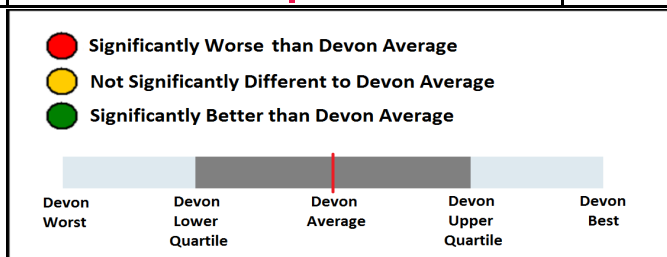 Significantly Worse than Devon Average
Not Significantly Different to Devon Average
Significantly Better than Devon Average
Devon Worst
Devon Lower Quartile
Devon Average
Devon Upper Quartile
Devon Best